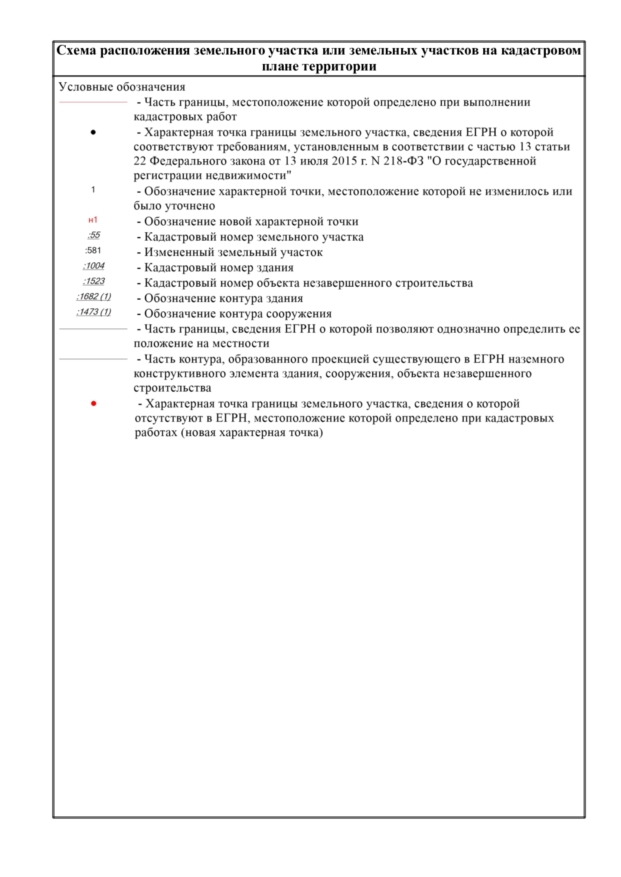 Схема расположения земельного участка или земельных участков на кадастровом
плане территории
Условные обозначения
- Часть границы, местоположение которой определено при выполнении
кадастровых работ
- Характерная точка границы земельного участка, сведения ЕГРН о которой
соответствуют требованиям, установленным в соответствии с частью 13 статьи
22 Федерального закона от 13 июля 2015 г. N 218-ФЗ "О государственной
регистрации недвижимости"
1 - Обозначение характерной точки, местоположение которой не изменилось или
было уточнено
н1 - Обозначение новой характерной точки
:55 - Кадастровый номер земельного участка
:581 - Измененный земельный участок
:1004 - Кадастровый номер здания
:1523 - Кадастровый номер объекта незавершенного строительства
:1682 (1) - Обозначение контура здания
:1473 (1) - Обозначение контура сооружения
- Часть границы, сведения ЕГРН о которой позволяют однозначно определить ее
положение на местности
- Часть контура, образованного проекцией существующего в ЕГРН наземного
конструктивного элемента здания, сооружения, объекта незавершенного
строительства
- Характерная точка границы земельного участка, сведения о которой
отсутствуют в ЕГРН, местоположение которой определено при кадастровых
работах (новая характерная точка)